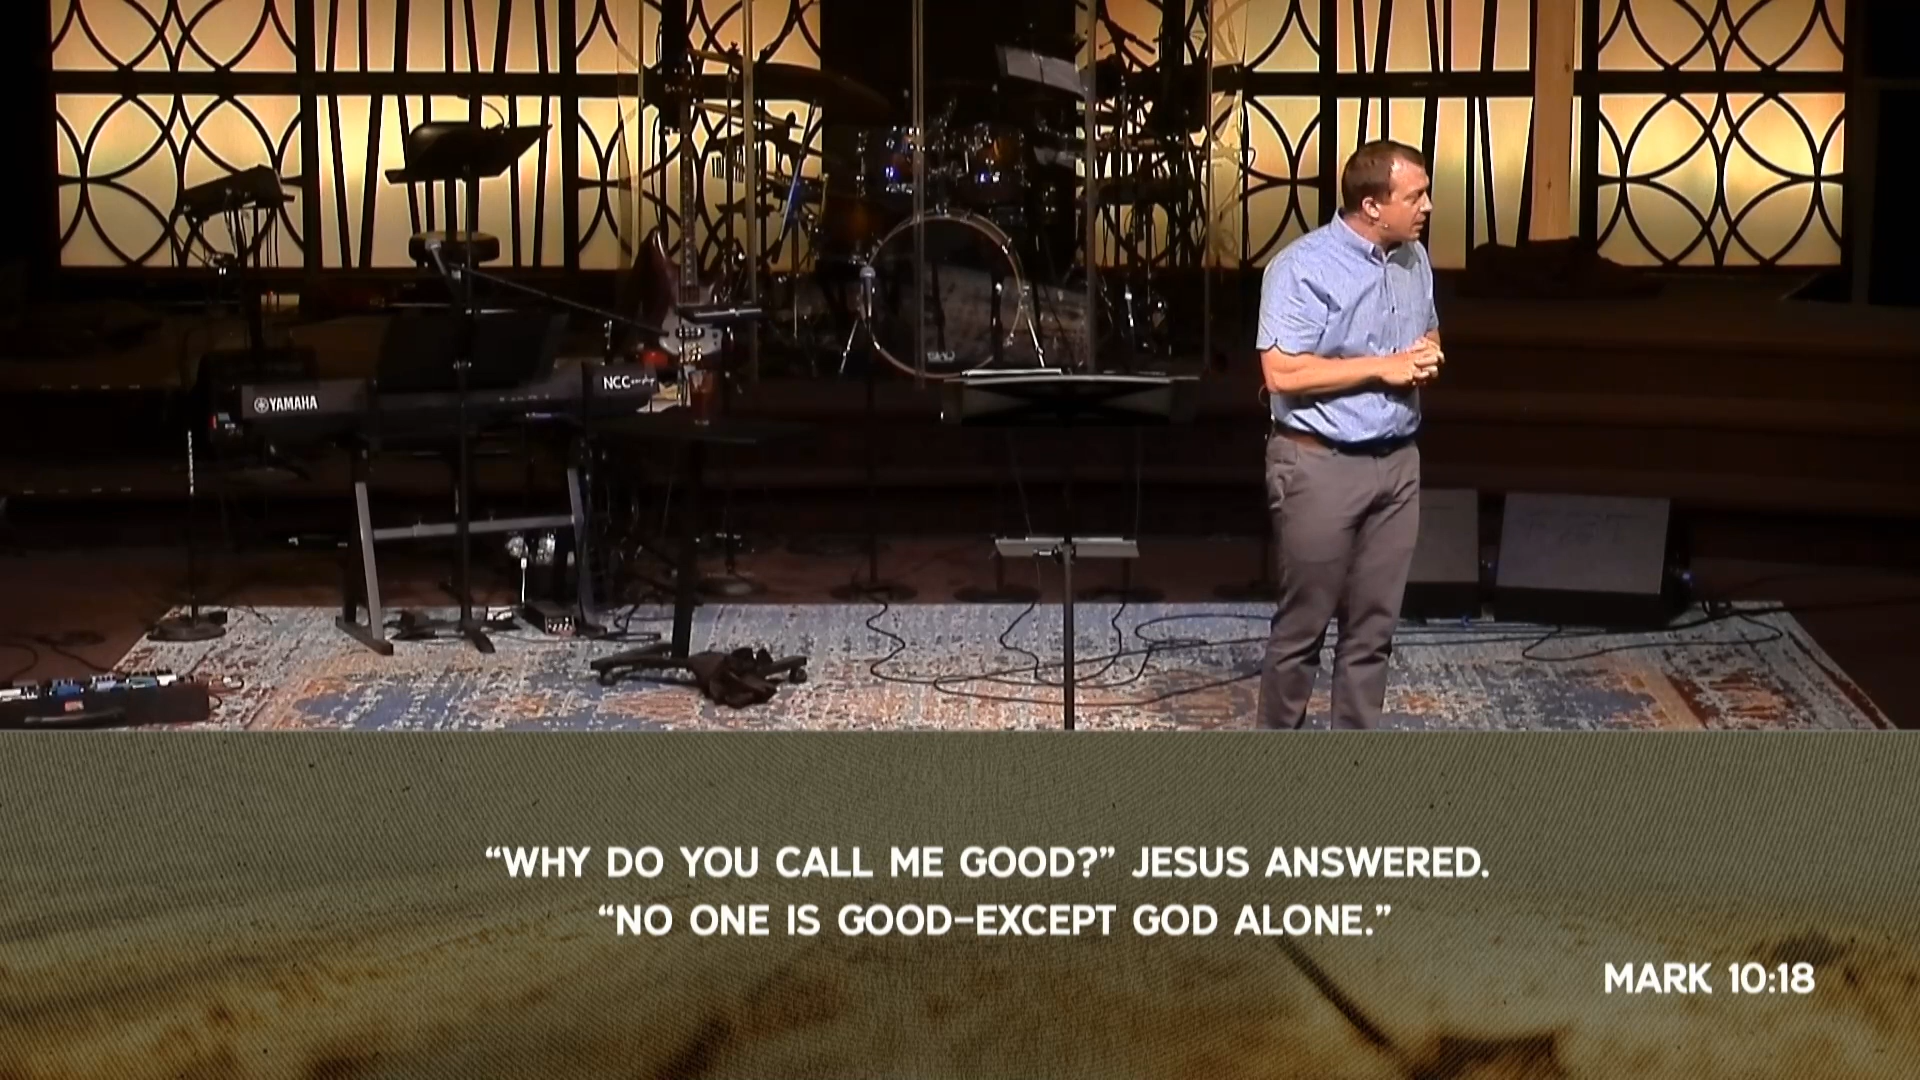 YAMAHA
NCC
"WHY DO YOU CALL ME GOOD?" JESUS ANSWERED.
"NO ONE IS GOOD–EXCEPT GOD ALONE."
MARK 10:18